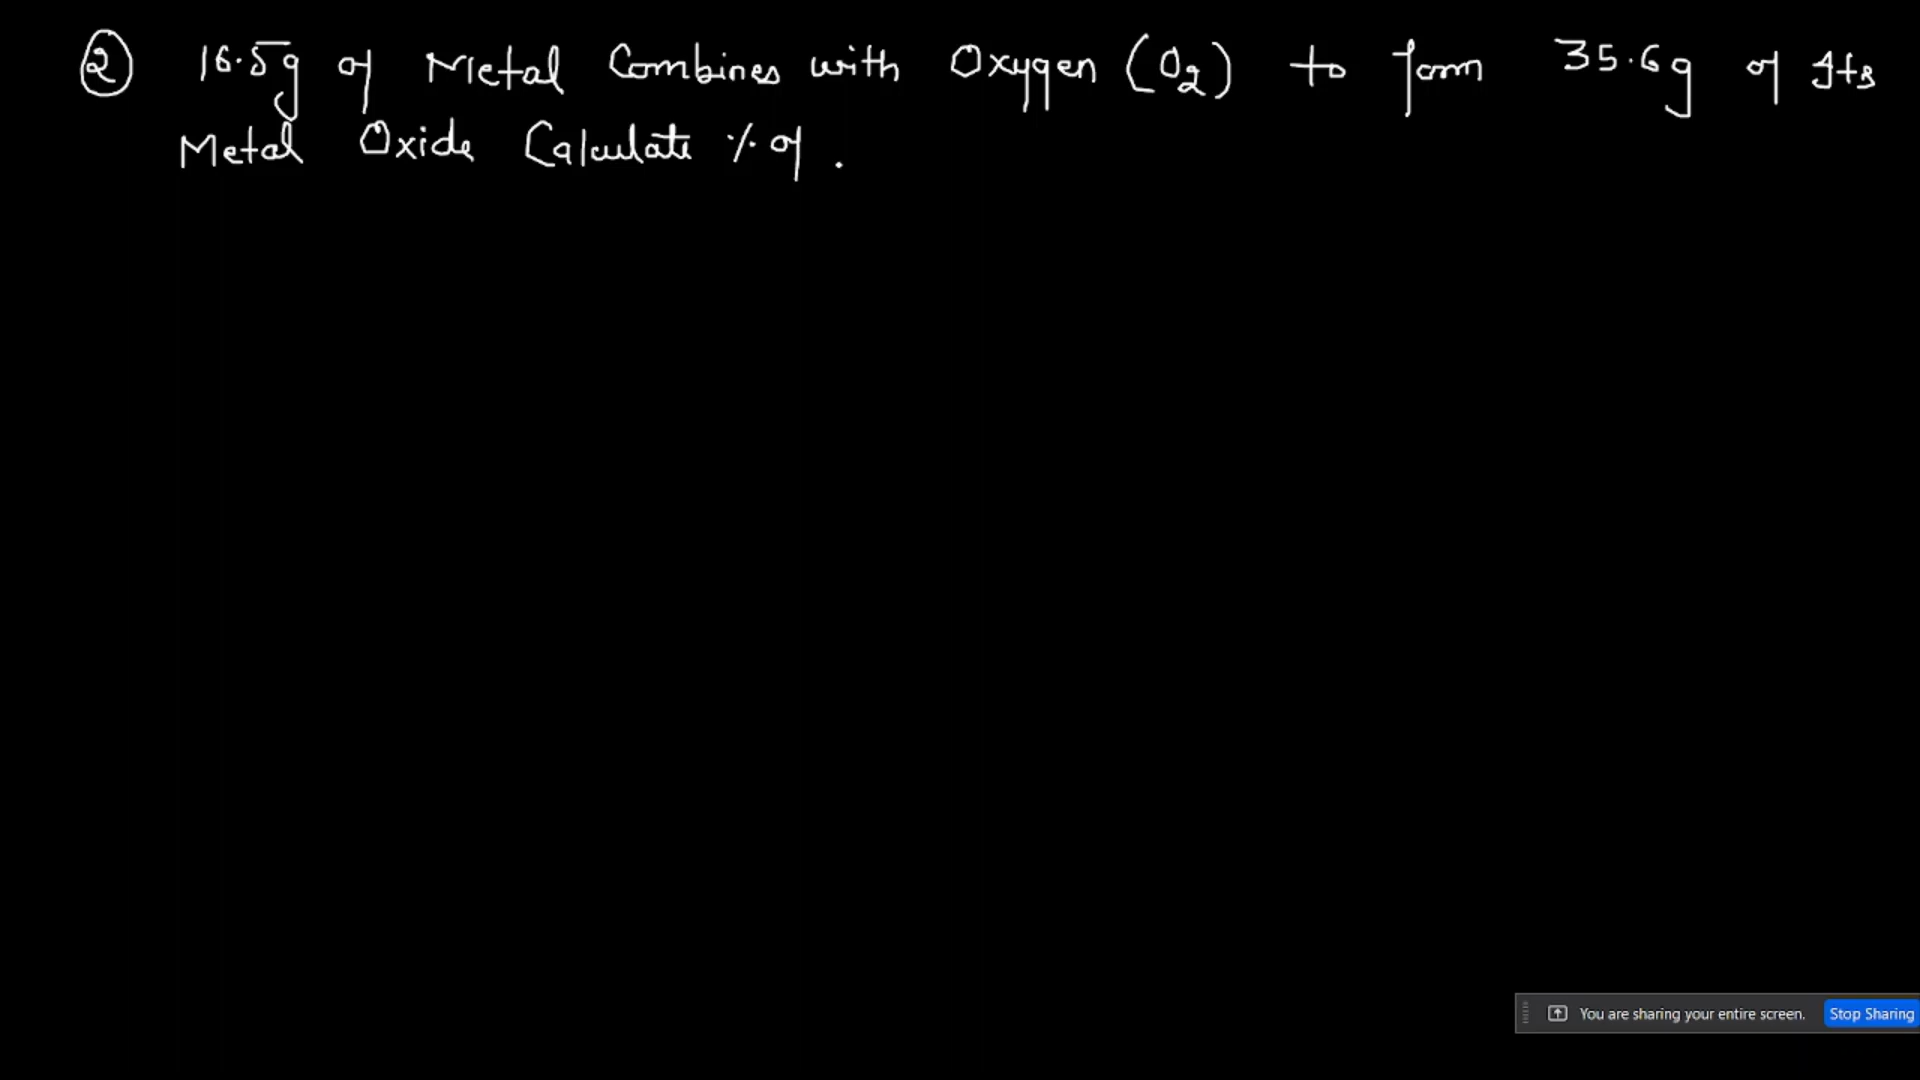 ② 16.5g of Metal Combines with Oxygen (O2) to form 35.6g of Its
Metal Oxide Calculate % of .
You are sharing your entire screen. Stop Sharing